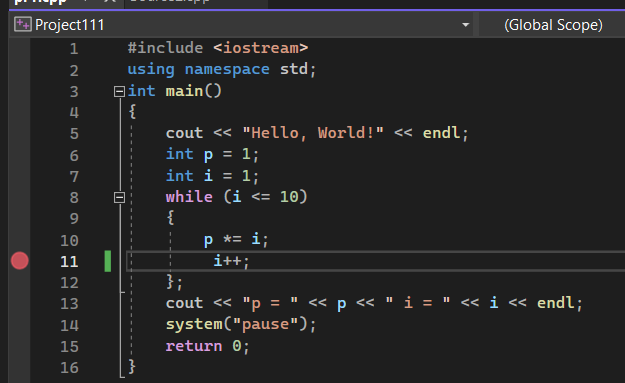 Project111 (Global Scope)
1 #include <iostream>
2 using namespace std;
3 int main()
4 {
5 cout << "Hello, World!" << endl;
6 int p = 1;
7 int i = 1;
8 while (i <= 10)
9 {
10 p *= i;
11 i++;
12 };
13 cout << "p = " << p << " i = " << i << endl;
14 system("pause");
15 return 0;
16 }